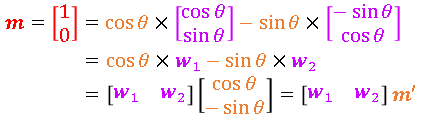 m = [1 0] = cos θ × [cos θ sin θ] − sin θ × [− sin θ cos θ]
= cos θ × w₁ − sin θ × w₂
= [w₁ w₂] [cos θ − sin θ] = [w₁ w₂] m′